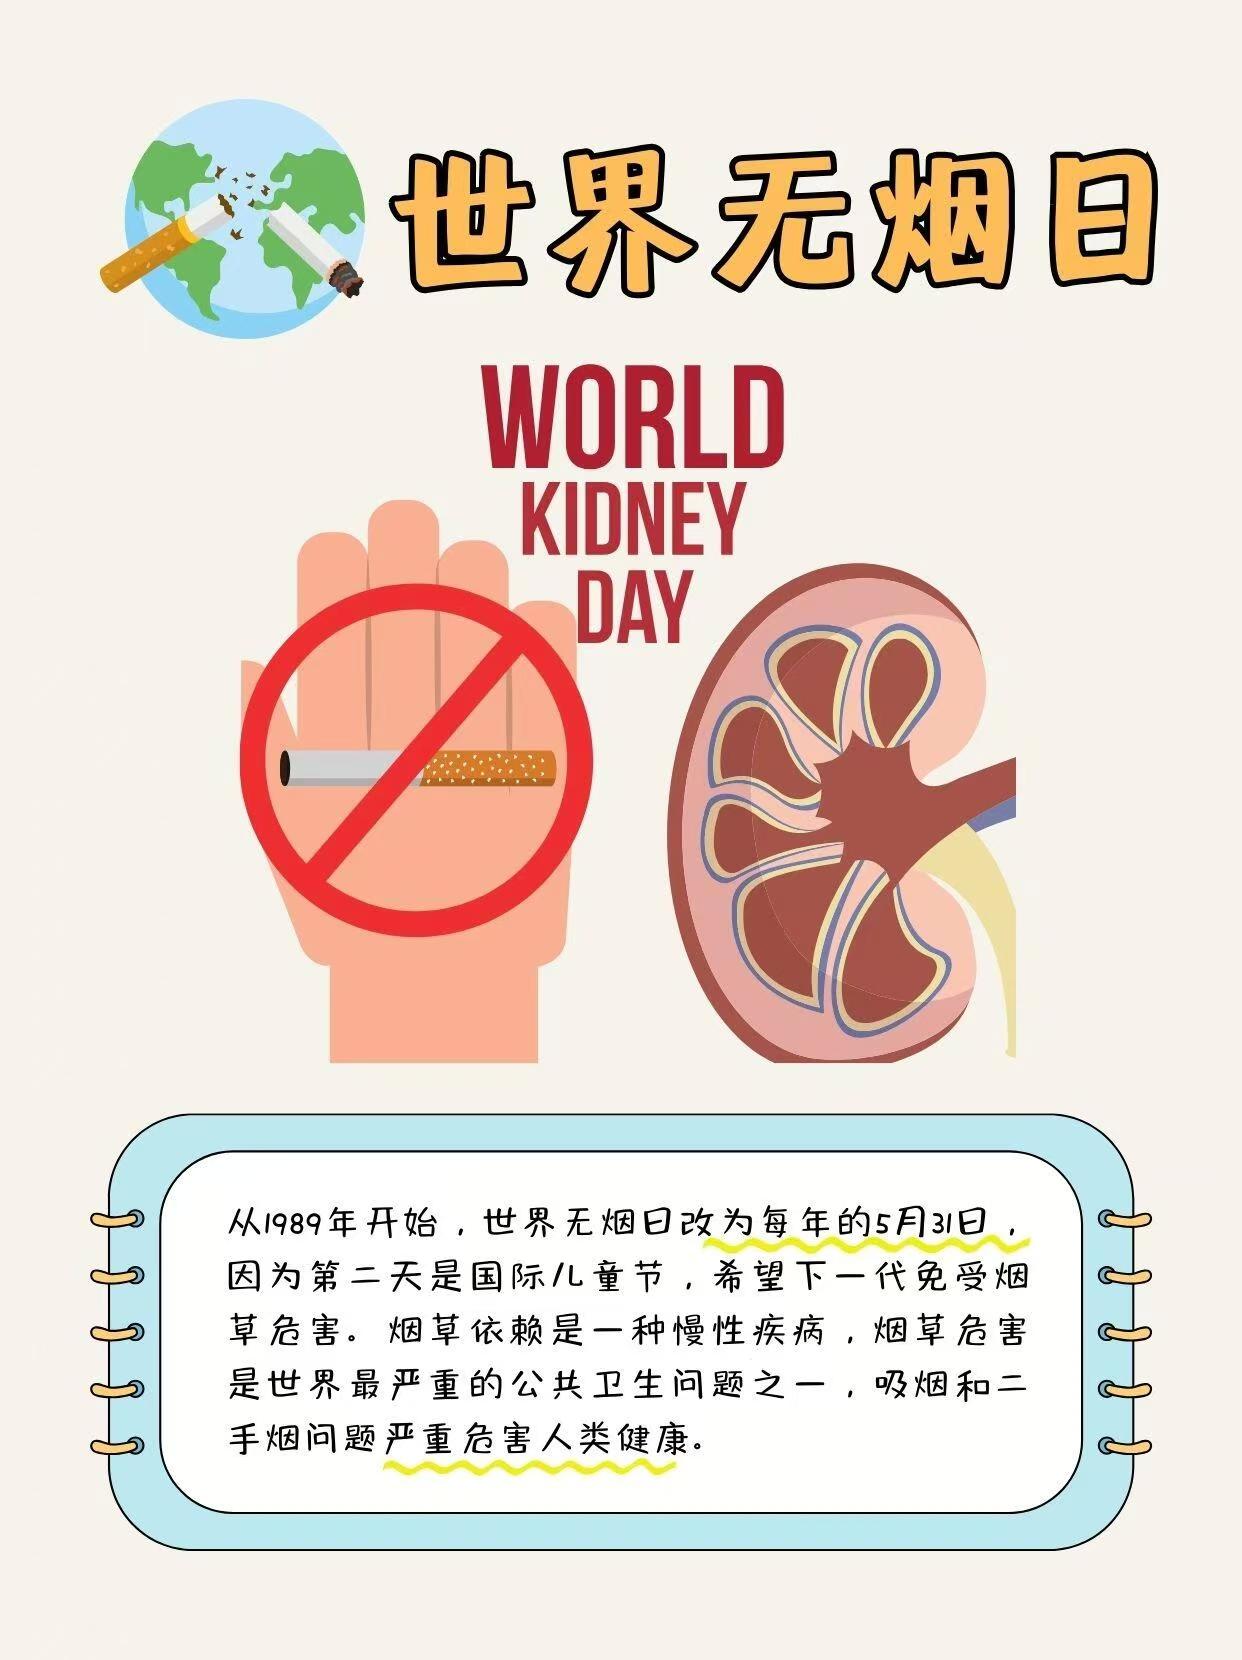 世界无烟日
WORLD
KIDNEY
DAY
从1989年开始，世界无烟日改为每年的5月31日，
因为第二天是国际儿童节，希望下一代免受烟
草危害。烟草依赖是一种慢性疾病，烟草危害
是世界最严重的公共卫生问题之一，吸烟和二
手烟问题严重危害人类健康。